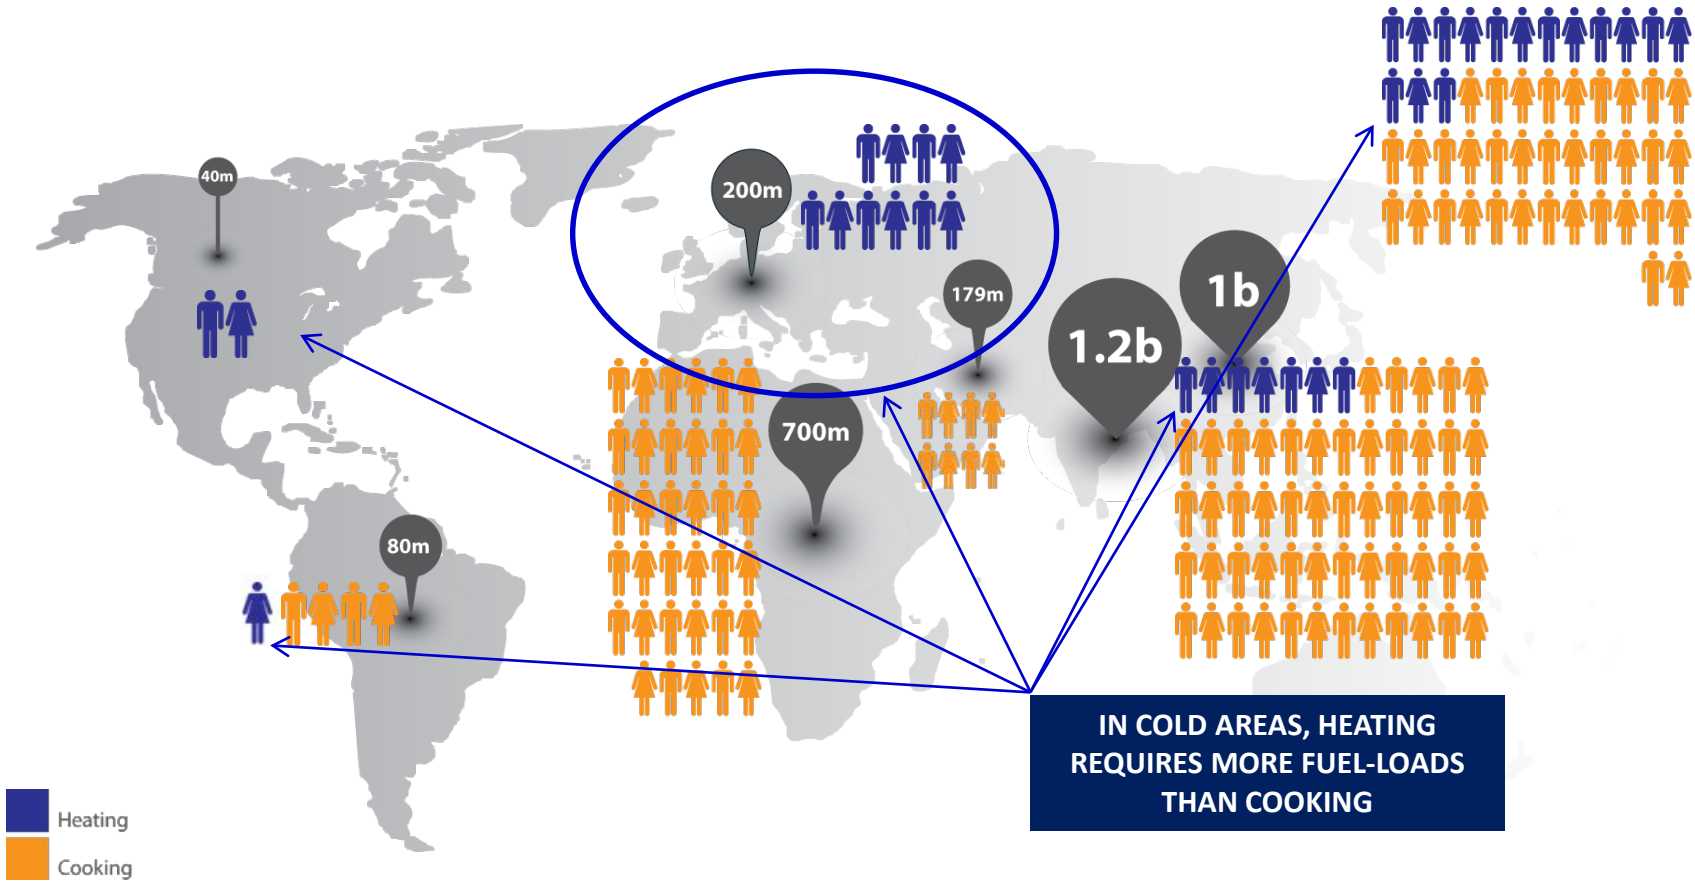 40m
200m
179m
1b
1.2b
700m
80m
IN COLD AREAS, HEATING
REQUIRES MORE FUEL-LOADS
THAN COOKING
Heating
Cooking